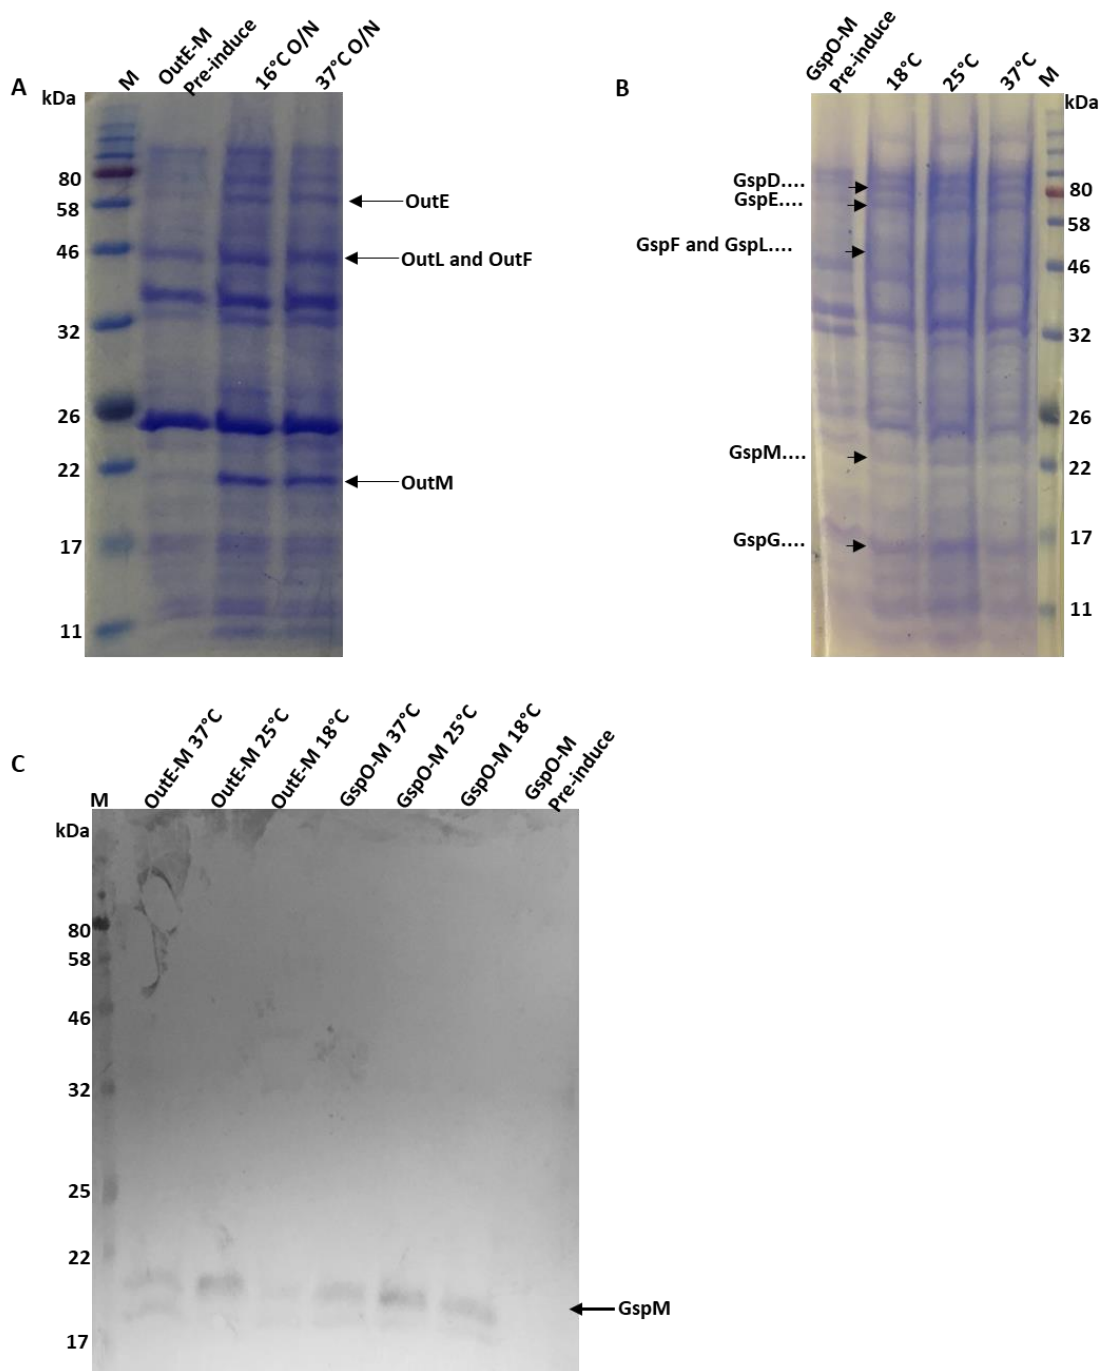 A
kDa
M
OutE-M
Pre-induce
16°C O/N
37°C O/N
80
58
46
32
26
22
17
11
OutE
OutL and OutF
OutM
B
GspO-M
Pre-induce
18°C
25°C
37°C
M
kDa
GspD....
GspE....
GspF and GspL....
GspM....
GspG....
80
58
46
32
26
22
17
11
C
M
kDa
OutE-M 37°C
OutE-M 25°C
OutE-M 18°C
GspO-M 37°C
GspO-M 25°C
GspO-M 18°C
GspO-M
Pre-induce
80
58
46
32
25
22
17
GspM